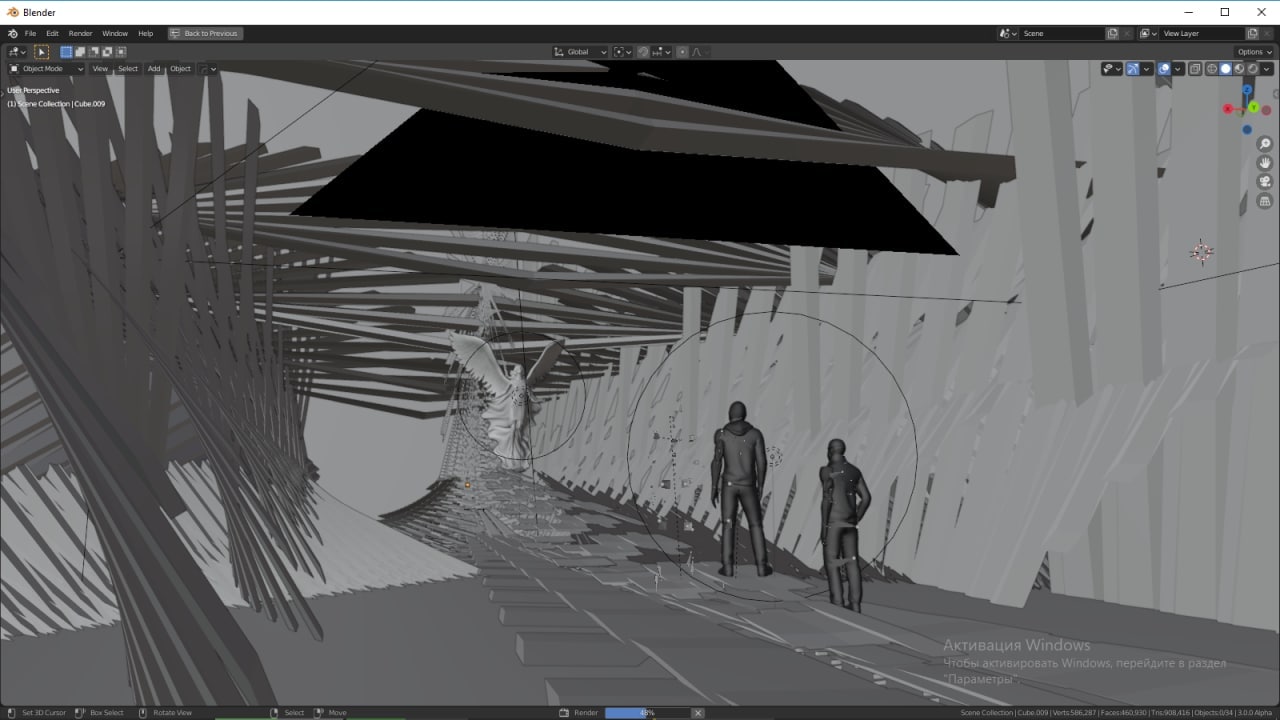 Blender
File Edit Render Window Help Back to Previous Scene View Layer
Global Options
Object Mode View Select Add Object
User Perspective
(1) Scene Collection | Cube.009
Z
X Y
Активация Windows
Чтобы активировать Windows, перейдите в раздел
"Параметры".
Set 3D Cursor Box Select Rotate View Select Move Render 48% Scene Collection | Cube.009 | Verts:586,287 | Faces:460,930 | Tris:908,416 | Objects:0/34 | 3.0.0 Alpha